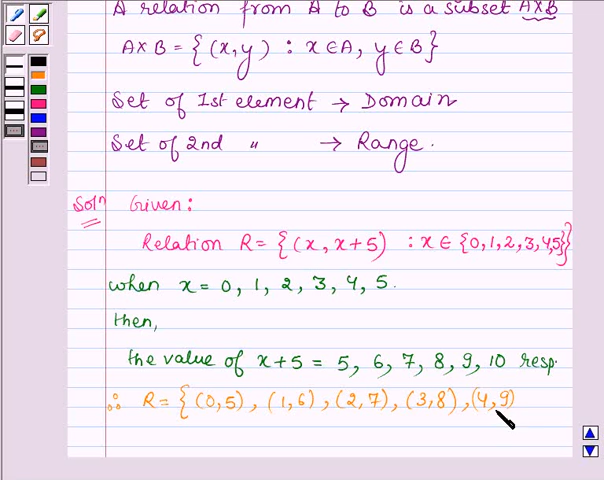 A relation from A to B is a subset AXB
AXB = { (x,y) : x ∈ A, y ∈ B}
Set of 1st element → Domain
Set of 2nd " → Range.
Soln Given:
Relation R = { (x, x+5) : x ∈ {0,1,2,3,4,5}}
when x = 0, 1, 2, 3, 4, 5.
then,
the value of x+5 = 5, 6, 7, 8, 9, 10 resp.
∴ R = { (0,5), (1,6), (2,7), (3,8), (4,9)